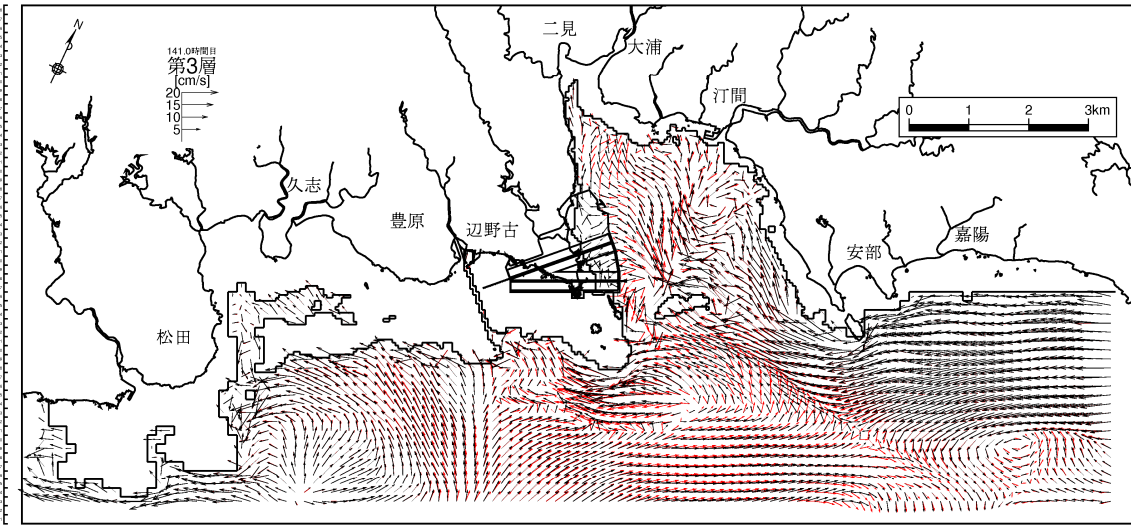 N
141.0時間目
第3層
[cm/s]
20
15
10
5
二見
大浦
汀間
0 1 2 3km
久志
豊原
辺野古
安部
嘉陽
松田